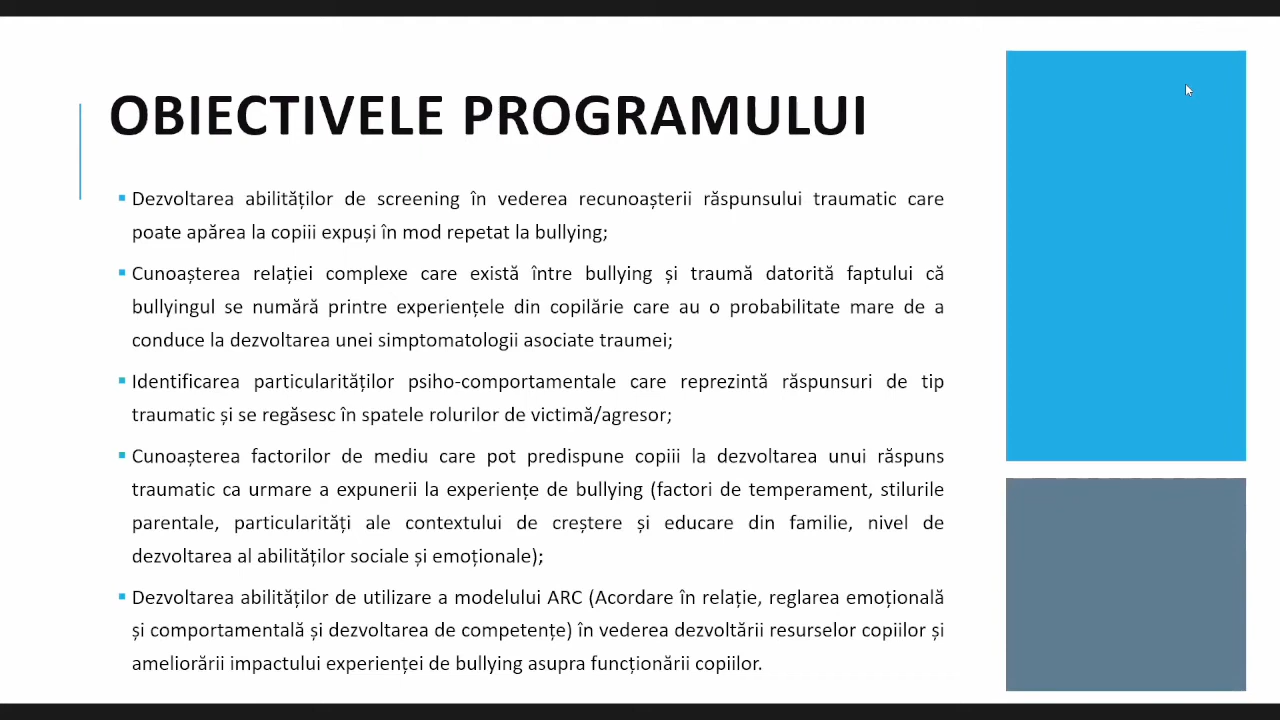 OBIECTIVELE PROGRAMULUI
Dezvoltarea abilităților de screening în vederea recunoașterii răspunsului traumatic care
poate apărea la copiii expuși în mod repetat la bullying;
Cunoașterea relației complexe care există între bullying și traumă datorită faptului că
bullyingul se numără printre experiențele din copilărie care au o probabilitate mare de a
conduce la dezvoltarea unei simptomatologii asociate traumei;
Identificarea particularităților psiho-comportamentale care reprezintă răspunsuri de tip
traumatic și se regăsesc în spatele rolurilor de victimă/agresor;
Cunoașterea factorilor de mediu care pot predispune copiii la dezvoltarea unui răspuns
traumatic ca urmare a expunerii la experiențe de bullying (factori de temperament, stilurile
parentale, particularități ale contextului de creștere și educare din familie, nivel de
dezvoltarea al abilităților sociale și emoționale);
Dezvoltarea abilităților de utilizare a modelului ARC (Acordare în relație, reglarea emoțională
și comportamentală și dezvoltarea de competențe) în vederea dezvoltării resurselor copiilor și
ameliorării impactului experienței de bullying asupra funcționării copiilor.